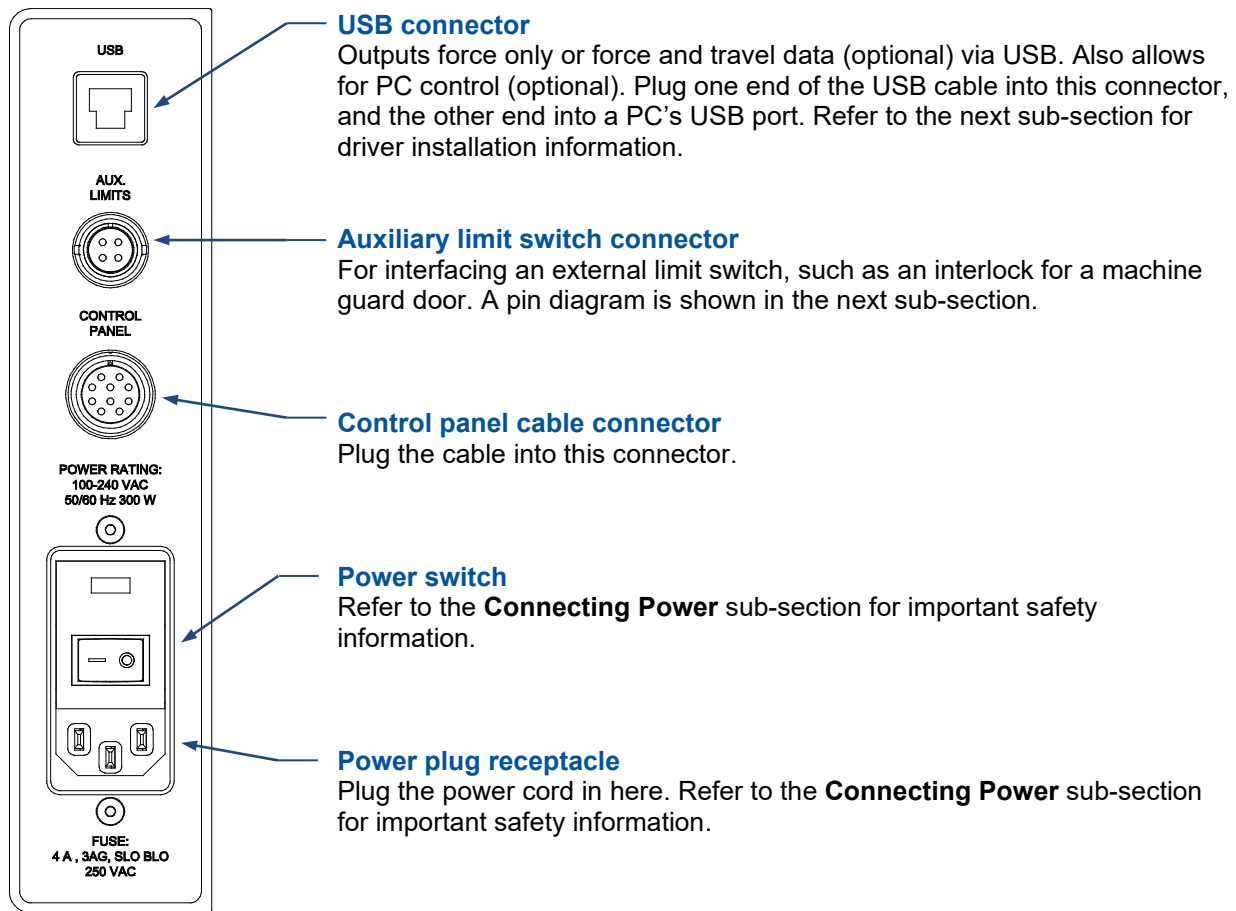 USB
AUX.
LIMITS
CONTROL
PANEL
POWER RATING:
100-240 VAC
50/60 Hz 300 W
FUSE:
4 A , 3AG, SLO BLO
250 VAC
USB connector
Outputs force only or force and travel data (optional) via USB. Also allows
for PC control (optional). Plug one end of the USB cable into this connector,
and the other end into a PC’s USB port. Refer to the next sub-section for
driver installation information.
Auxiliary limit switch connector
For interfacing an external limit switch, such as an interlock for a machine
guard door. A pin diagram is shown in the next sub-section.
Control panel cable connector
Plug the cable into this connector.
Power switch
Refer to the Connecting Power sub-section for important safety
information.
Power plug receptacle
Plug the power cord in here. Refer to the Connecting Power sub-section
for important safety information.